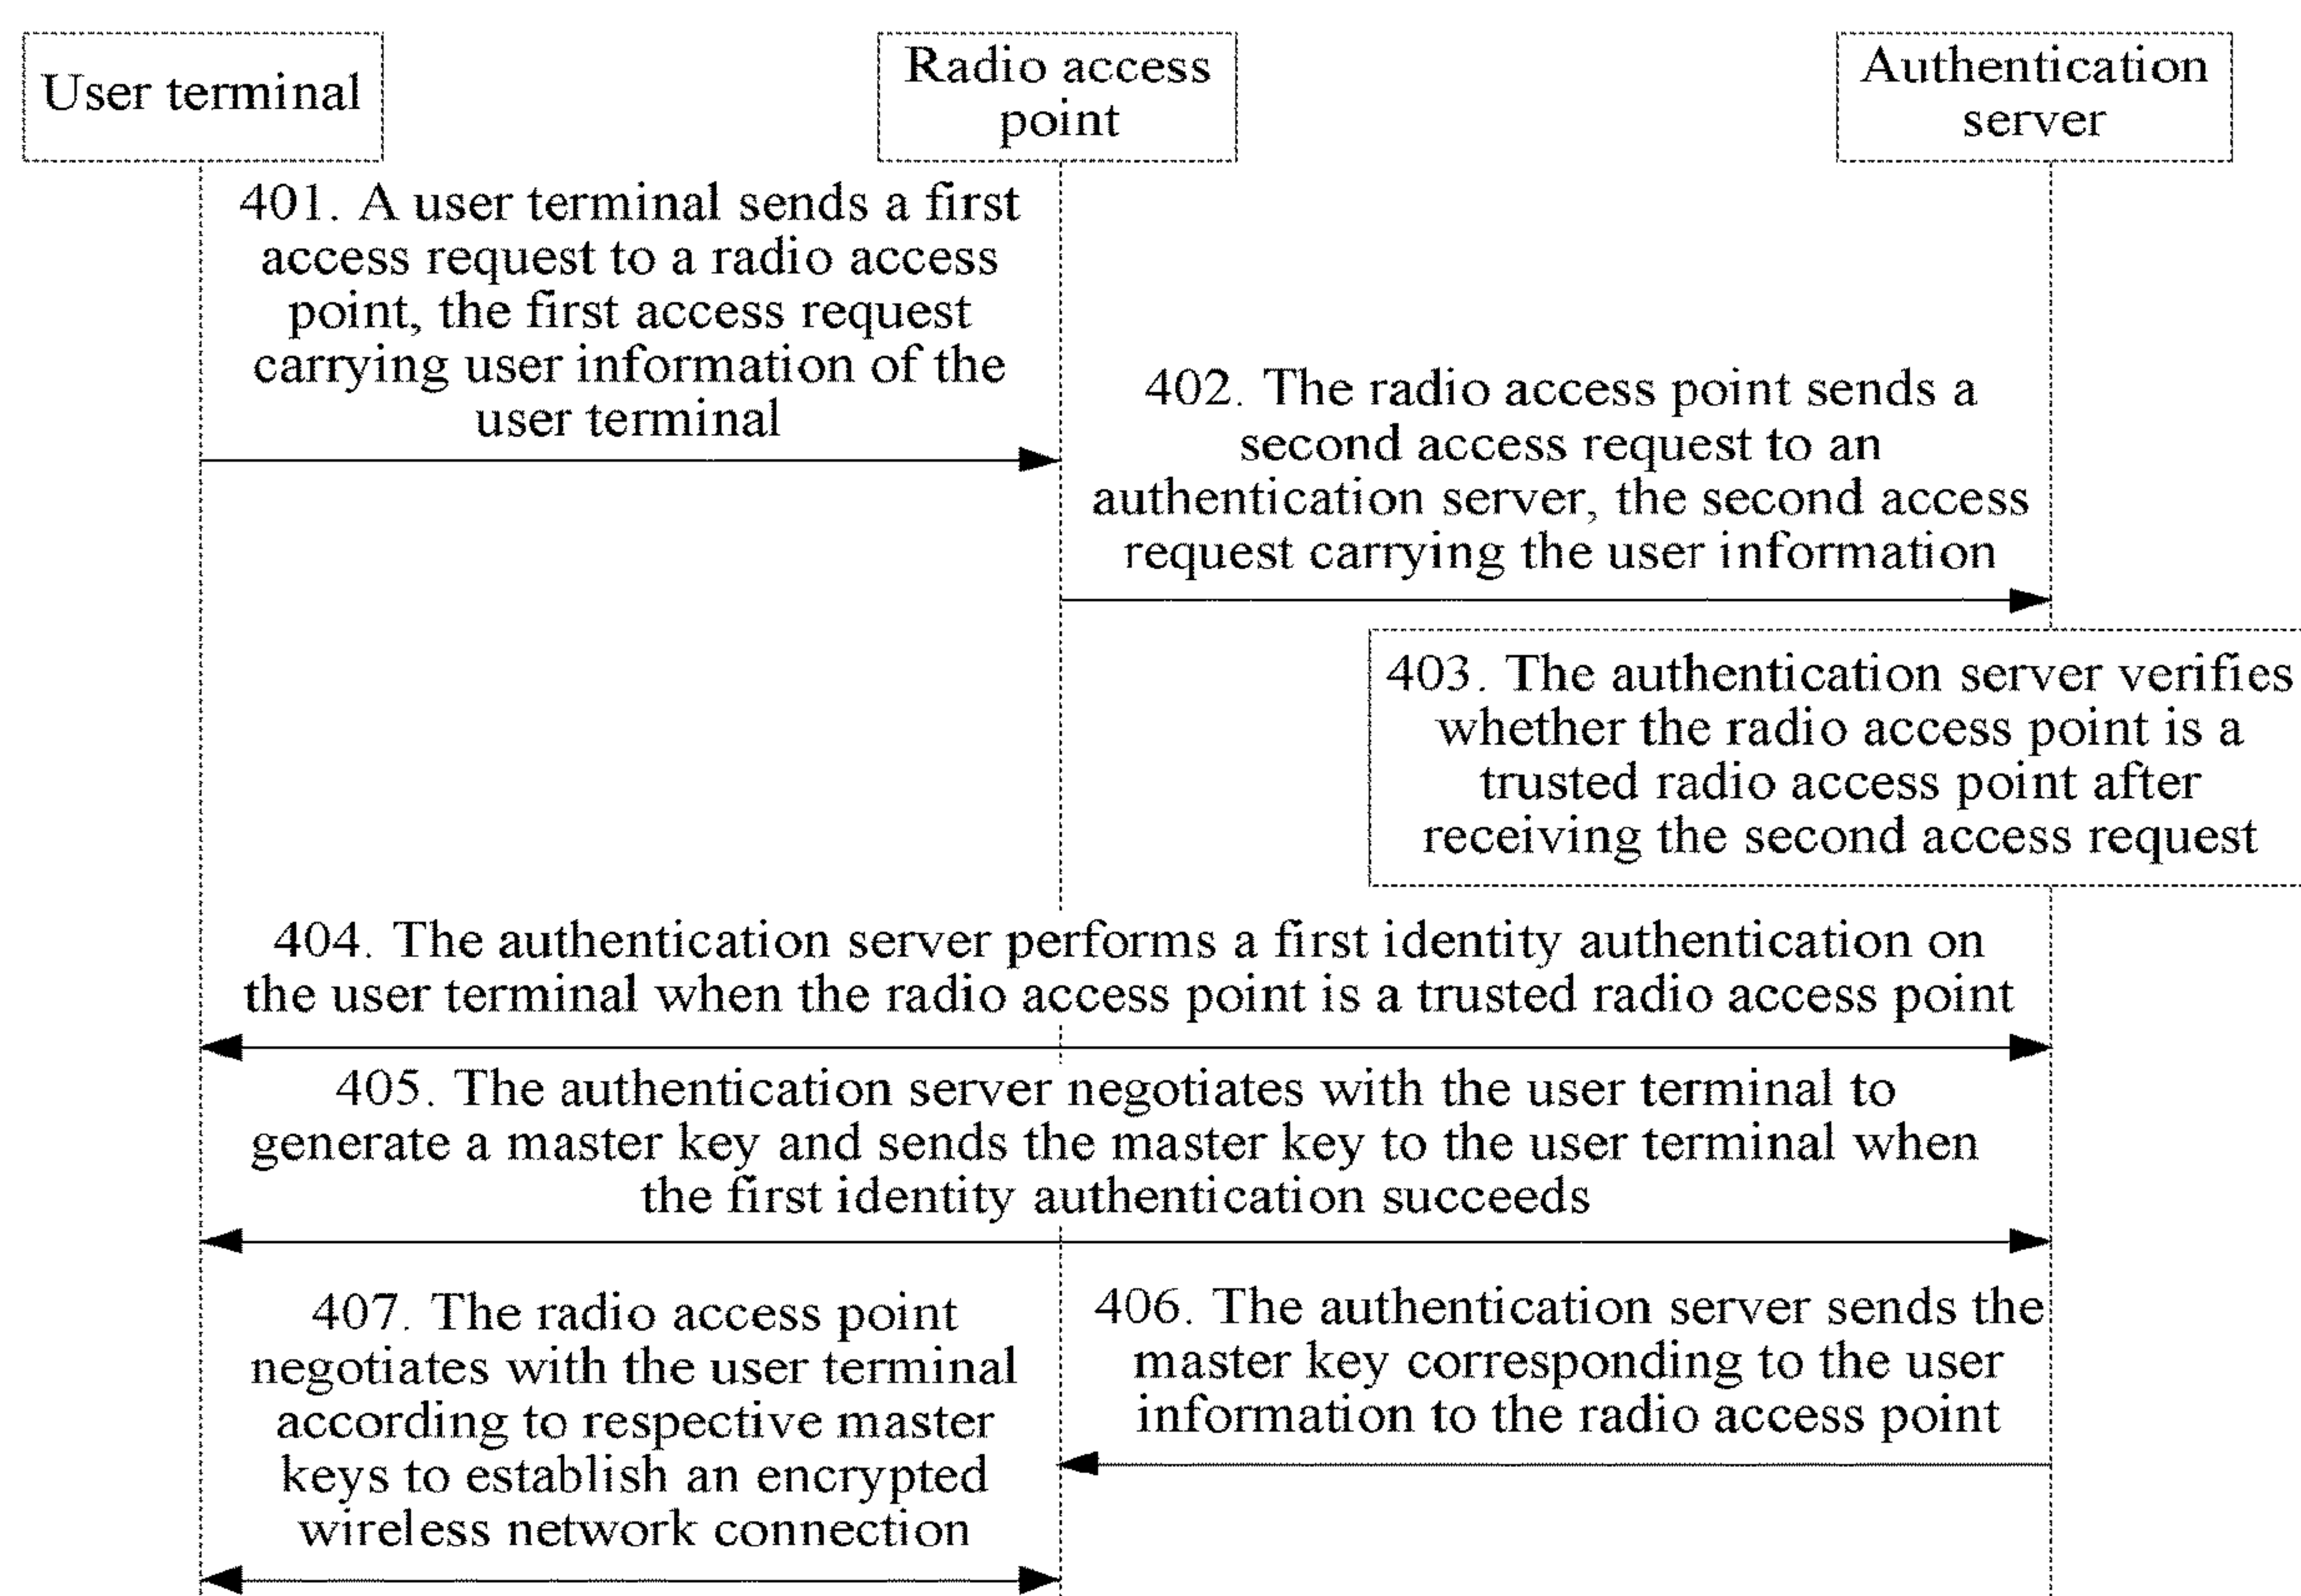 User terminal
Radio access
point
Authentication
server
401. A user terminal sends a first
access request to a radio access
point, the first access request
carrying user information of the
user terminal
402. The radio access point sends a
second access request to an
authentication server, the second access
request carrying the user information
403. The authentication server verifies
whether the radio access point is a
trusted radio access point after
receiving the second access request
404. The authentication server performs a first identity authentication on
the user terminal when the radio access point is a trusted radio access point
405. The authentication server negotiates with the user terminal to
generate a master key and sends the master key to the user terminal when
the first identity authentication succeeds
406. The authentication server sends the
master key corresponding to the user
information to the radio access point
407. The radio access point
negotiates with the user terminal
according to respective master
keys to establish an encrypted
wireless network connection